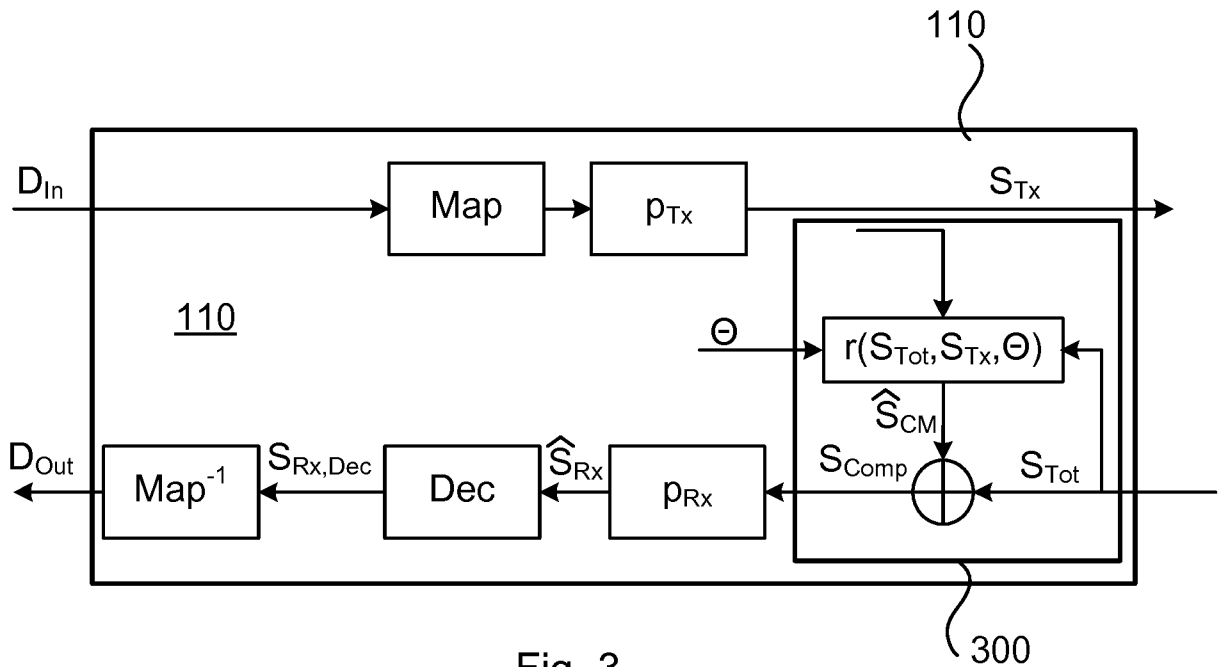 110
D_In
Map
p_Tx
S_Tx
110
Θ
r(S_Tot,S_Tx,Θ)
Ŝ_CM
D_Out
Map⁻¹
S_Rx,Dec
Dec
Ŝ_Rx
p_Rx
S_Comp
S_Tot
300
Fig. 3